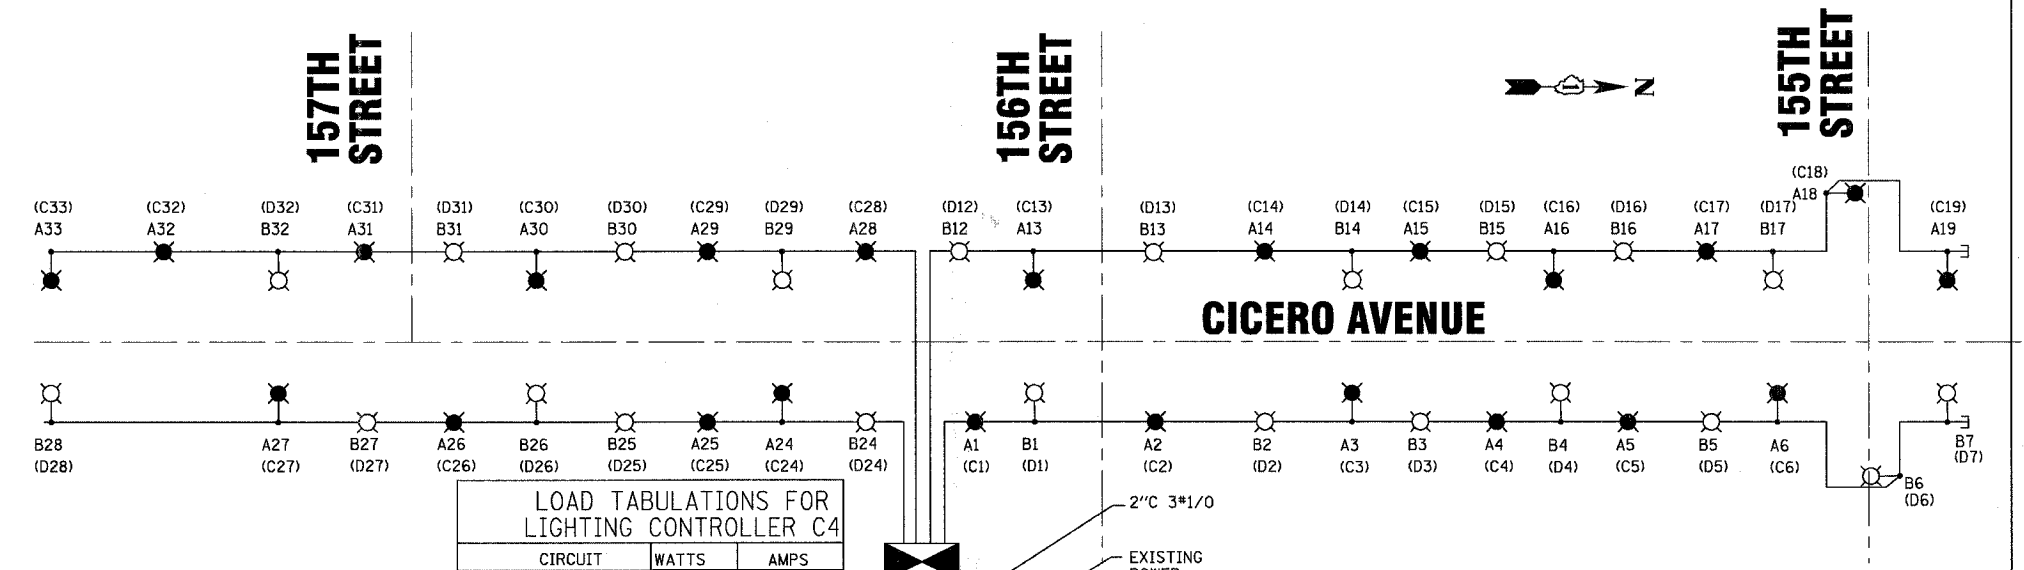 157TH
STREET
156TH
STREET
155TH
STREET
1
N
(C33) (C32) (D32) (C31) (D31) (C30) (D30) (C29) (D29) (C28) (D12) (C13) (D13) (C14) (D14) (C15) (D15) (C16) (D16) (C17) (D17) (C18) (C19)
A33 A32 B32 A31 B31 A30 B30 A29 B29 A28 B12 A13 B13 A14 B14 A15 B15 A16 B16 A17 B17 A18 A19
CICERO AVENUE
B28 A27 B27 A26 B26 B25 A25 A24 B24 A1 B1 A2 B2 A3 B3 A4 B4 A5 B5 A6 B6 B7
(D28) (C27) (D27) (C26) (D26) (D25) (C25) (C24) (D24) (C1) (D1) (C2) (D2) (C3) (D3) (C4) (D4) (C5) (D5) (C6) (D6) (D7)
LOAD TABULATIONS FOR
LIGHTING CONTROLLER C4
CIRCUIT WATTS AMPS
2"C 3#1/0
EXISTING